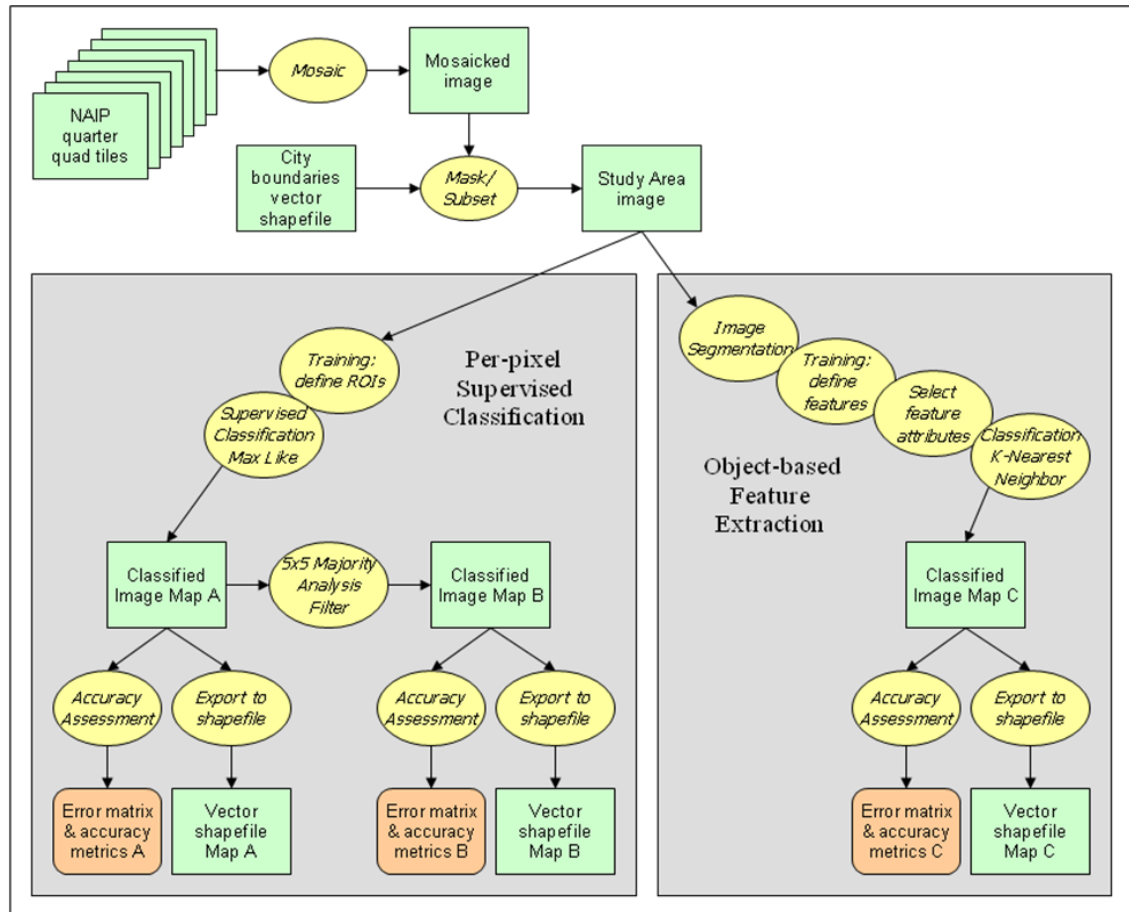 Mosaic
Mosaicked
image
NAIP
quarter
quad tiles
City
boundaries
vector
shapefile
Mask/
Subset
Study Area
image
Training:
define ROIs
Per-pixel
Supervised
Classification
Supervised
Classification
Max Like
Image
Segmentation
Training:
define
features
Select
feature
attributes
Classification
K-Nearest
Neighbor
Object-based
Feature
Extraction
Classified
Image Map A
5x5 Majority
Analysis
Filter
Classified
Image Map B
Classified
Image Map C
Accuracy
Assessment
Export to
shapefile
Accuracy
Assessment
Export to
shapefile
Accuracy
Assessment
Export to
shapefile
Error matrix
& accuracy
metrics A
Vector
shapefile
Map A
Error matrix
& accuracy
metrics B
Vector
shapefile
Map B
Error matrix
& accuracy
metrics C
Vector
shapefile
Map C